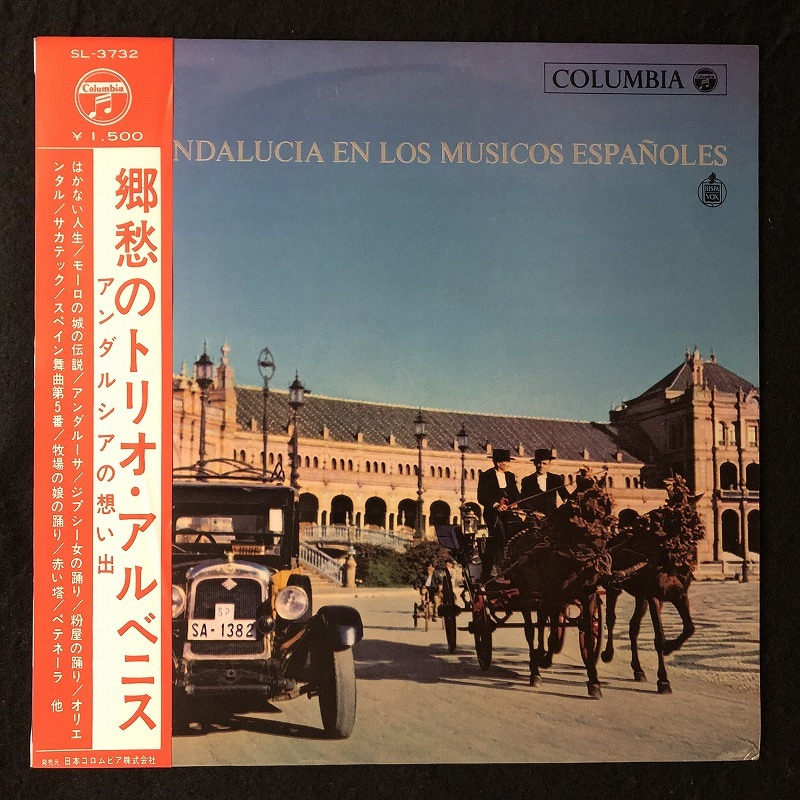 SL-3732
Columbia
¥1,500
郷愁のトリオ・アルベニス
アンダルシアの想い出
はかない人生／モーロの城の伝説／アンダルーサ／ジプシー女の踊り／粉屋の踊り／オリエ
ンタル／サカテック／スペイン舞曲第5番／牧場の娘の踊り／赤い塔／ペテネーラ 他
発売元 日本コロムビア株式会社
COLUMBIA
NDALUCIA EN LOS MUSICOS ESPAÑOLES
HISPA
VOX
SP
SA-1382